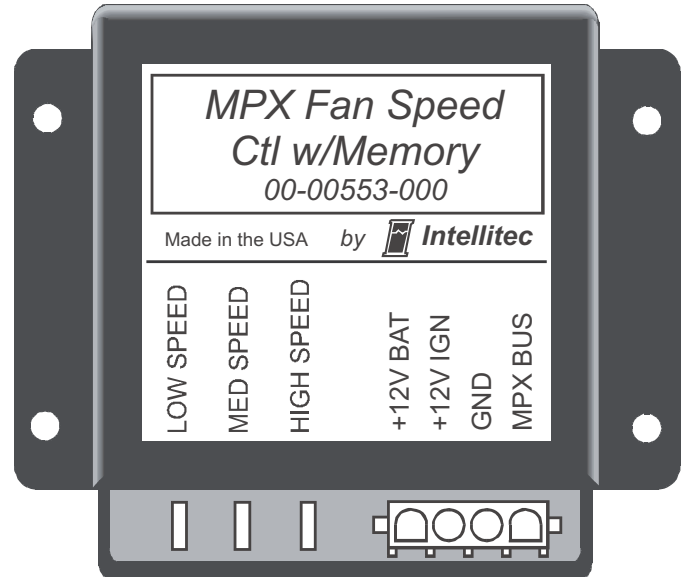 MPX Fan Speed
Ctl w/Memory
00-00553-000
Made in the USA by Intellitec
LOW SPEED
MED SPEED
HIGH SPEED
+12V BAT
+12V IGN
GND
MPX BUS